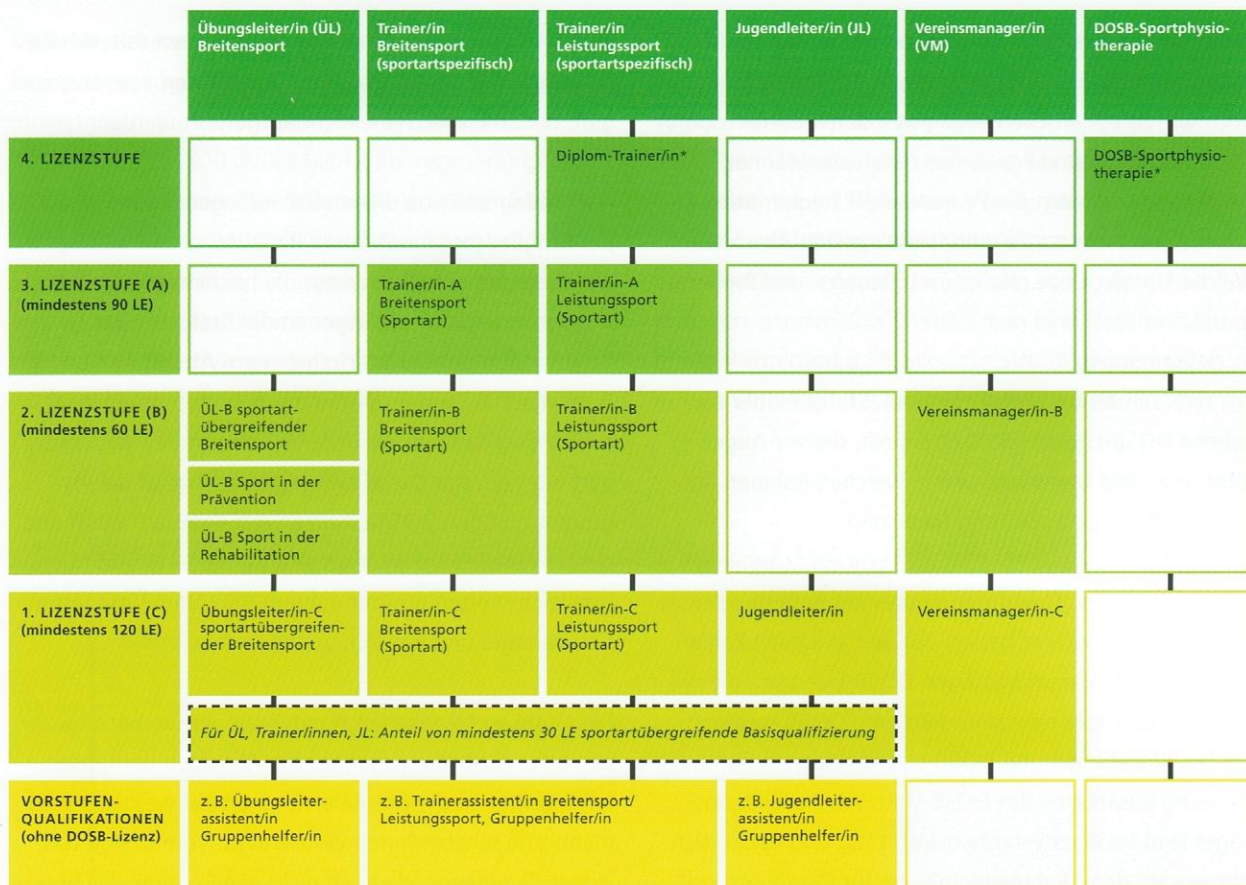 Übungsleiter/in (ÜL)
Breitensport
Trainer/in
Breitensport
(sportartspezifisch)
Trainer/in
Leistungssport
(sportartspezifisch)
Jugendleiter/in (JL)
Vereinsmanager/in
(VM)
DOSB-Sportphysio-
therapie
4. LIZENZSTUFE
Diplom-Trainer/in*
DOSB-Sportphysio-
therapie*
3. LIZENZSTUFE (A)
(mindestens 90 LE)
Trainer/in-A
Breitensport
(Sportart)
Trainer/in-A
Leistungssport
(Sportart)
2. LIZENZSTUFE (B)
(mindestens 60 LE)
ÜL-B sportart-
übergreifender
Breitensport
ÜL-B Sport in der
Prävention
ÜL-B Sport in der
Rehabilitation
Trainer/in-B
Breitensport
(Sportart)
Trainer/in-B
Leistungssport
(Sportart)
Vereinsmanager/in-B
1. LIZENZSTUFE (C)
(mindestens 120 LE)
Übungsleiter/in-C
sportartübergreifen-
der Breitensport
Trainer/in-C
Breitensport
(Sportart)
Trainer/in-C
Leistungssport
(Sportart)
Jugendleiter/in
Vereinsmanager/in-C
Für ÜL, Trainer/innen, JL: Anteil von mindestens 30 LE sportartübergreifende Basisqualifizierung
VORSTUFEN-
QUALIFIKATIONEN
(ohne DOSB-Lizenz)
z. B. Übungsleiter-
assistent/in
Gruppenhelfer/in
z. B. Trainerassistent/in Breitensport/
Leistungssport, Gruppenhelfer/in
z. B. Jugendleiter-
assistent/in
Gruppenhelfer/in